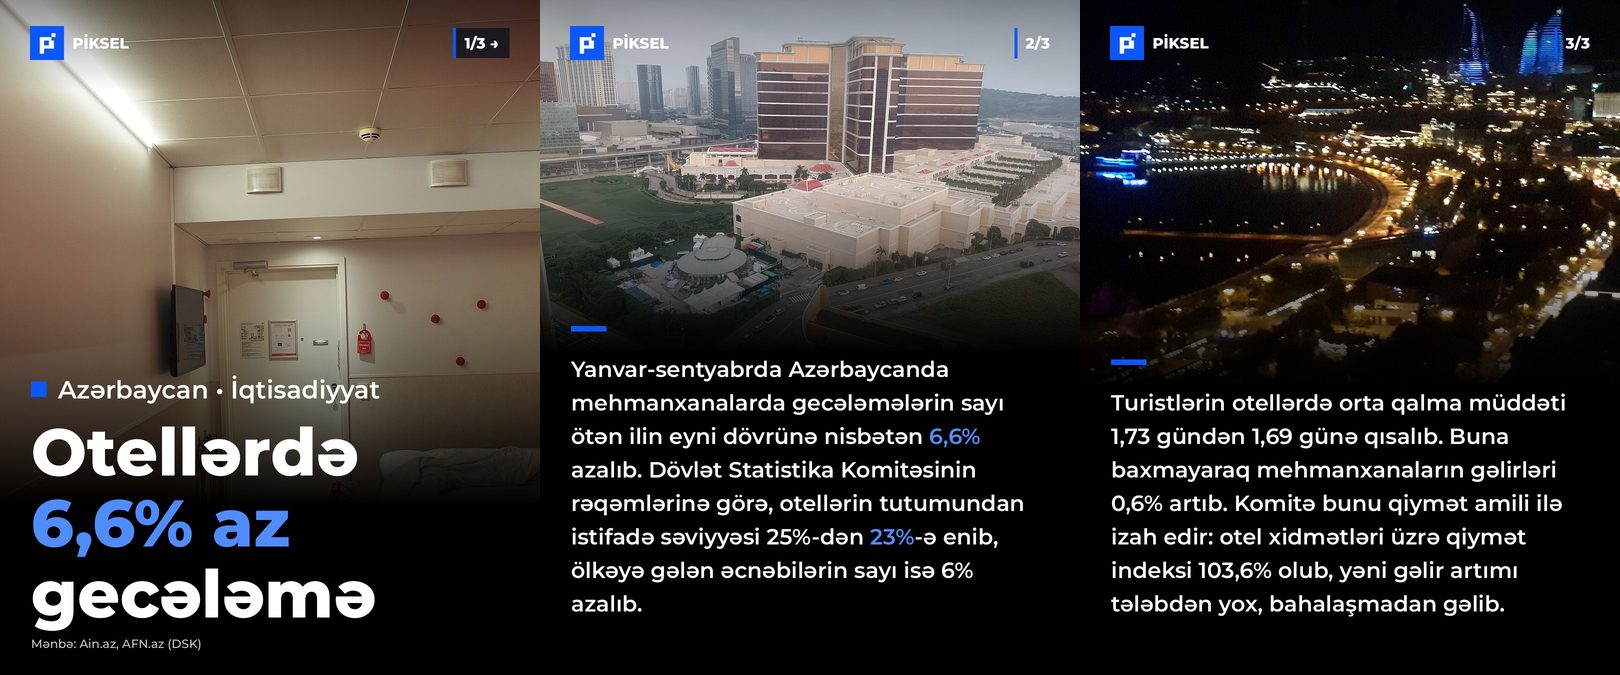 PİKSEL
1/3 →
Azərbaycan • İqtisadiyyat
Otellərdə
6,6% az
gecələmə
Mənbə: Ain.az, AFN.az (DSK)
PİKSEL
2/3
Yanvar-sentyabrda Azərbaycanda
mehmanxanalarda gecələmələrin sayı
ötən ilin eyni dövrünə nisbətən 6,6%
azalıb. Dövlət Statistika Komitəsinin
rəqəmlərinə görə, otellərin tutumundan
istifadə səviyyəsi 25%-dən 23%-ə enib,
ölkəyə gələn əcnəbilərin sayı isə 6%
azalıb.
PİKSEL
3/3
Turistlərin otellərdə orta qalma müddəti
1,73 gündən 1,69 günə qısalıb. Buna
baxmayaraq mehmanxanaların gəlirləri
0,6% artıb. Komitə bunu qiymət amili ilə
izah edir: otel xidmətləri üzrə qiymət
indeksi 103,6% olub, yəni gəlir artımı
tələbdən yox, bahalaşmadan gəlib.